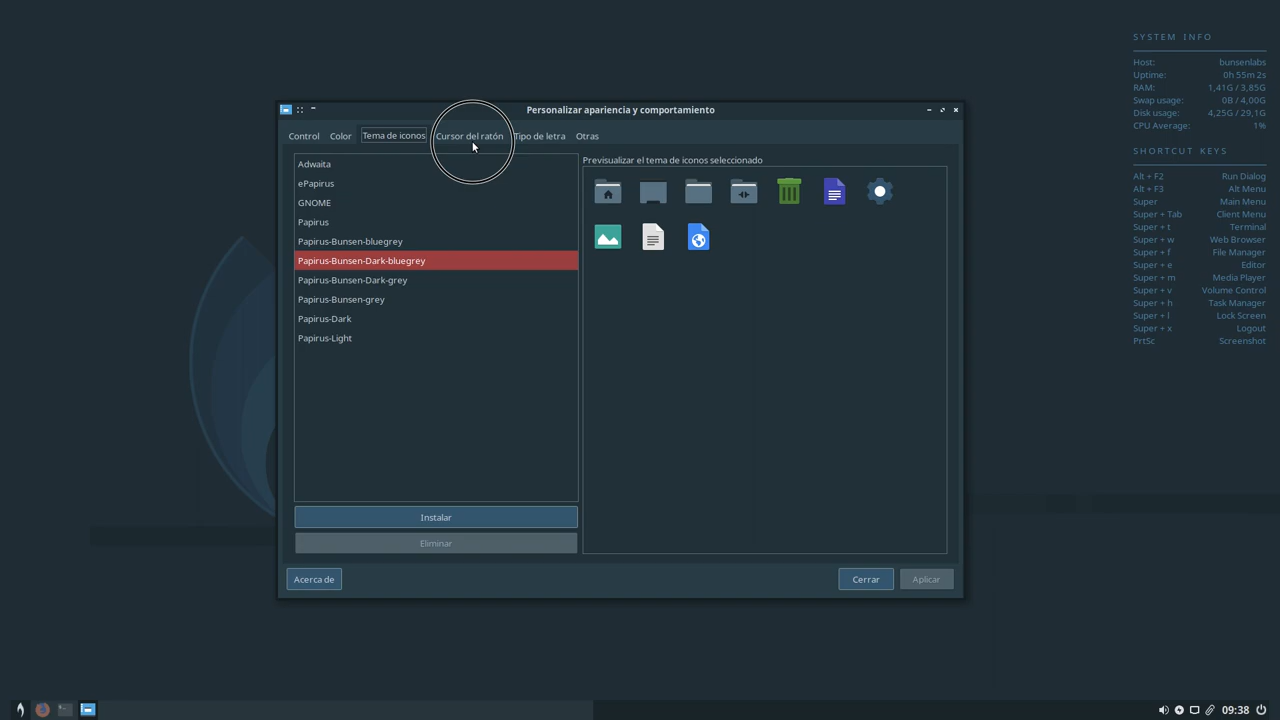 SYSTEM INFO
Host: bunsenlabs
Uptime: 0h 55m 2s
RAM: 1,41G / 3,85G
Swap usage: 0B / 4,00G
Disk usage: 4,25G / 29,1G
CPU Average: 1%
SHORTCUT KEYS
Alt + F2 Run Dialog
Alt + F3 Alt Menu
Super Main Menu
Super + Tab Client Menu
Super + t Terminal
Super + w Web Browser
Super + f File Manager
Super + e Editor
Super + m Media Player
Super + v Volume Control
Super + h Task Manager
Super + l Lock Screen
Super + x Logout
PrtSc Screenshot
Personalizar apariencia y comportamiento
Control Color Tema de iconos Cursor del ratón Tipo de letra Otras
Adwaita
ePapirus
GNOME
Papirus
Papirus-Bunsen-bluegrey
Papirus-Bunsen-Dark-bluegrey
Papirus-Bunsen-Dark-grey
Papirus-Bunsen-grey
Papirus-Dark
Papirus-Light
Previsualizar el tema de iconos seleccionado
Instalar
Eliminar
Acerca de Cerrar Aplicar
09:38